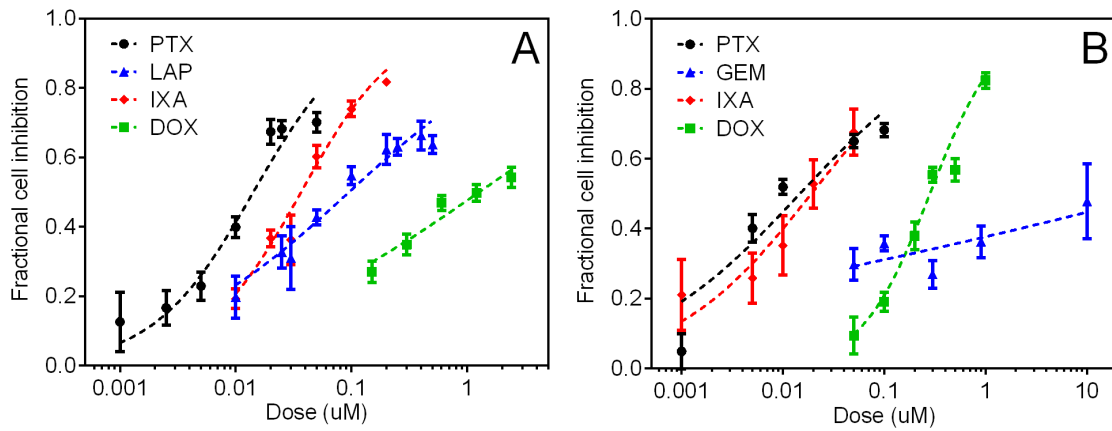 A
PTX
LAP
IXA
DOX
Fractional cell inhibition
1.0
0.8
0.6
0.4
0.2
0.0
0.001
0.01
0.1
1
Dose (uM)
B
PTX
GEM
IXA
DOX
Fractional cell inhibition
1.0
0.8
0.6
0.4
0.2
0.0
0.001
0.01
0.1
1
10
Dose (uM)